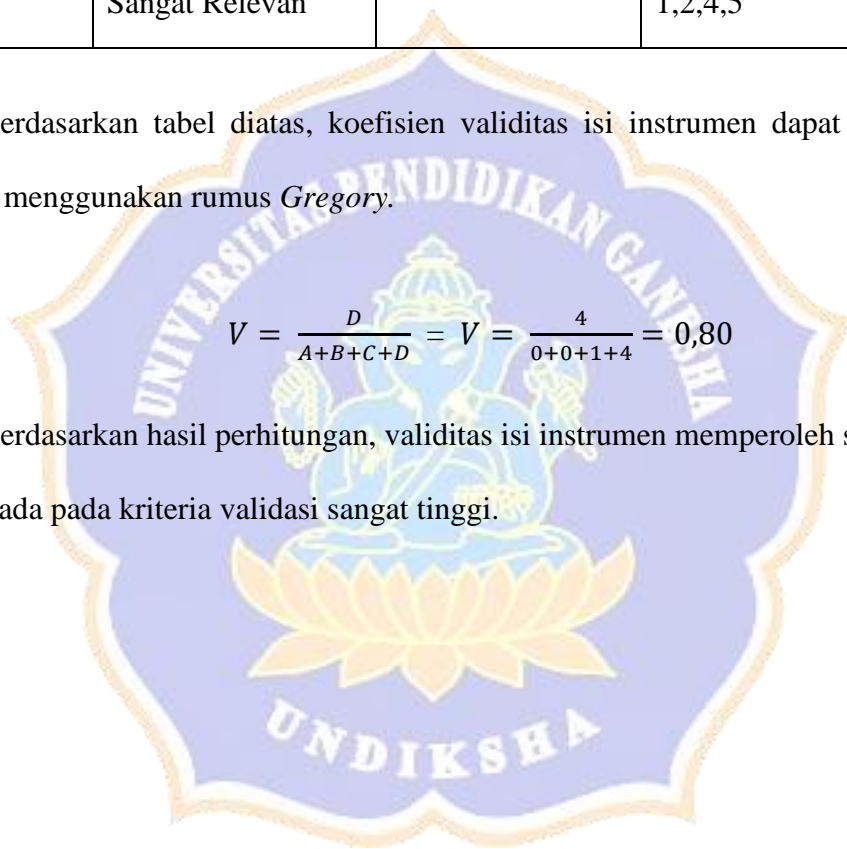 Sangat Relevan 1,2,4,5
erdasarkan tabel diatas, koefisien validitas isi instrumen dapat
menggunakan rumus Gregory.
UNIVERSITAS PENDIDIKAN GANESHA
V = D/(A+B+C+D) = V = 4/(0+0+1+4) = 0,80
erdasarkan hasil perhitungan, validitas isi instrumen memperoleh s
ada pada kriteria validasi sangat tinggi.
UNDIKSHA